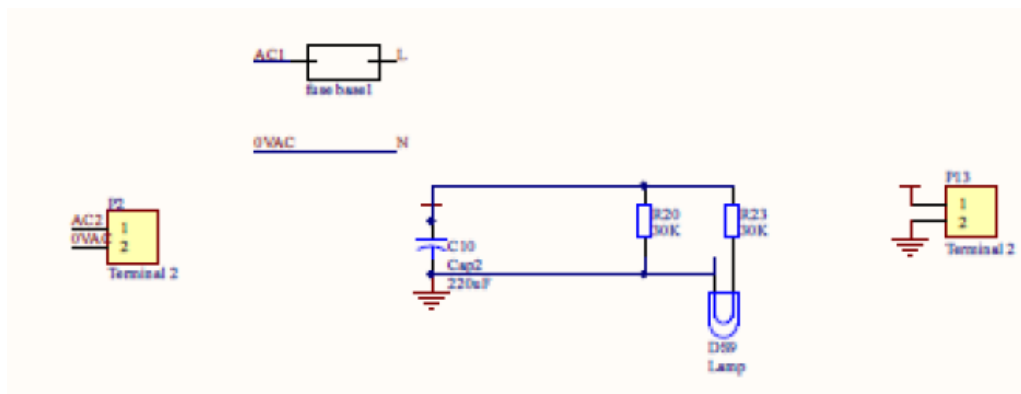 AC1
L
fuse base1
0VAC
N
P2
AC2
0VAC
1
2
Terminal 2
C10
Cap2
220uF
R20
30K
R23
30K
DS9
Lamp
P13
1
2
Terminal 2